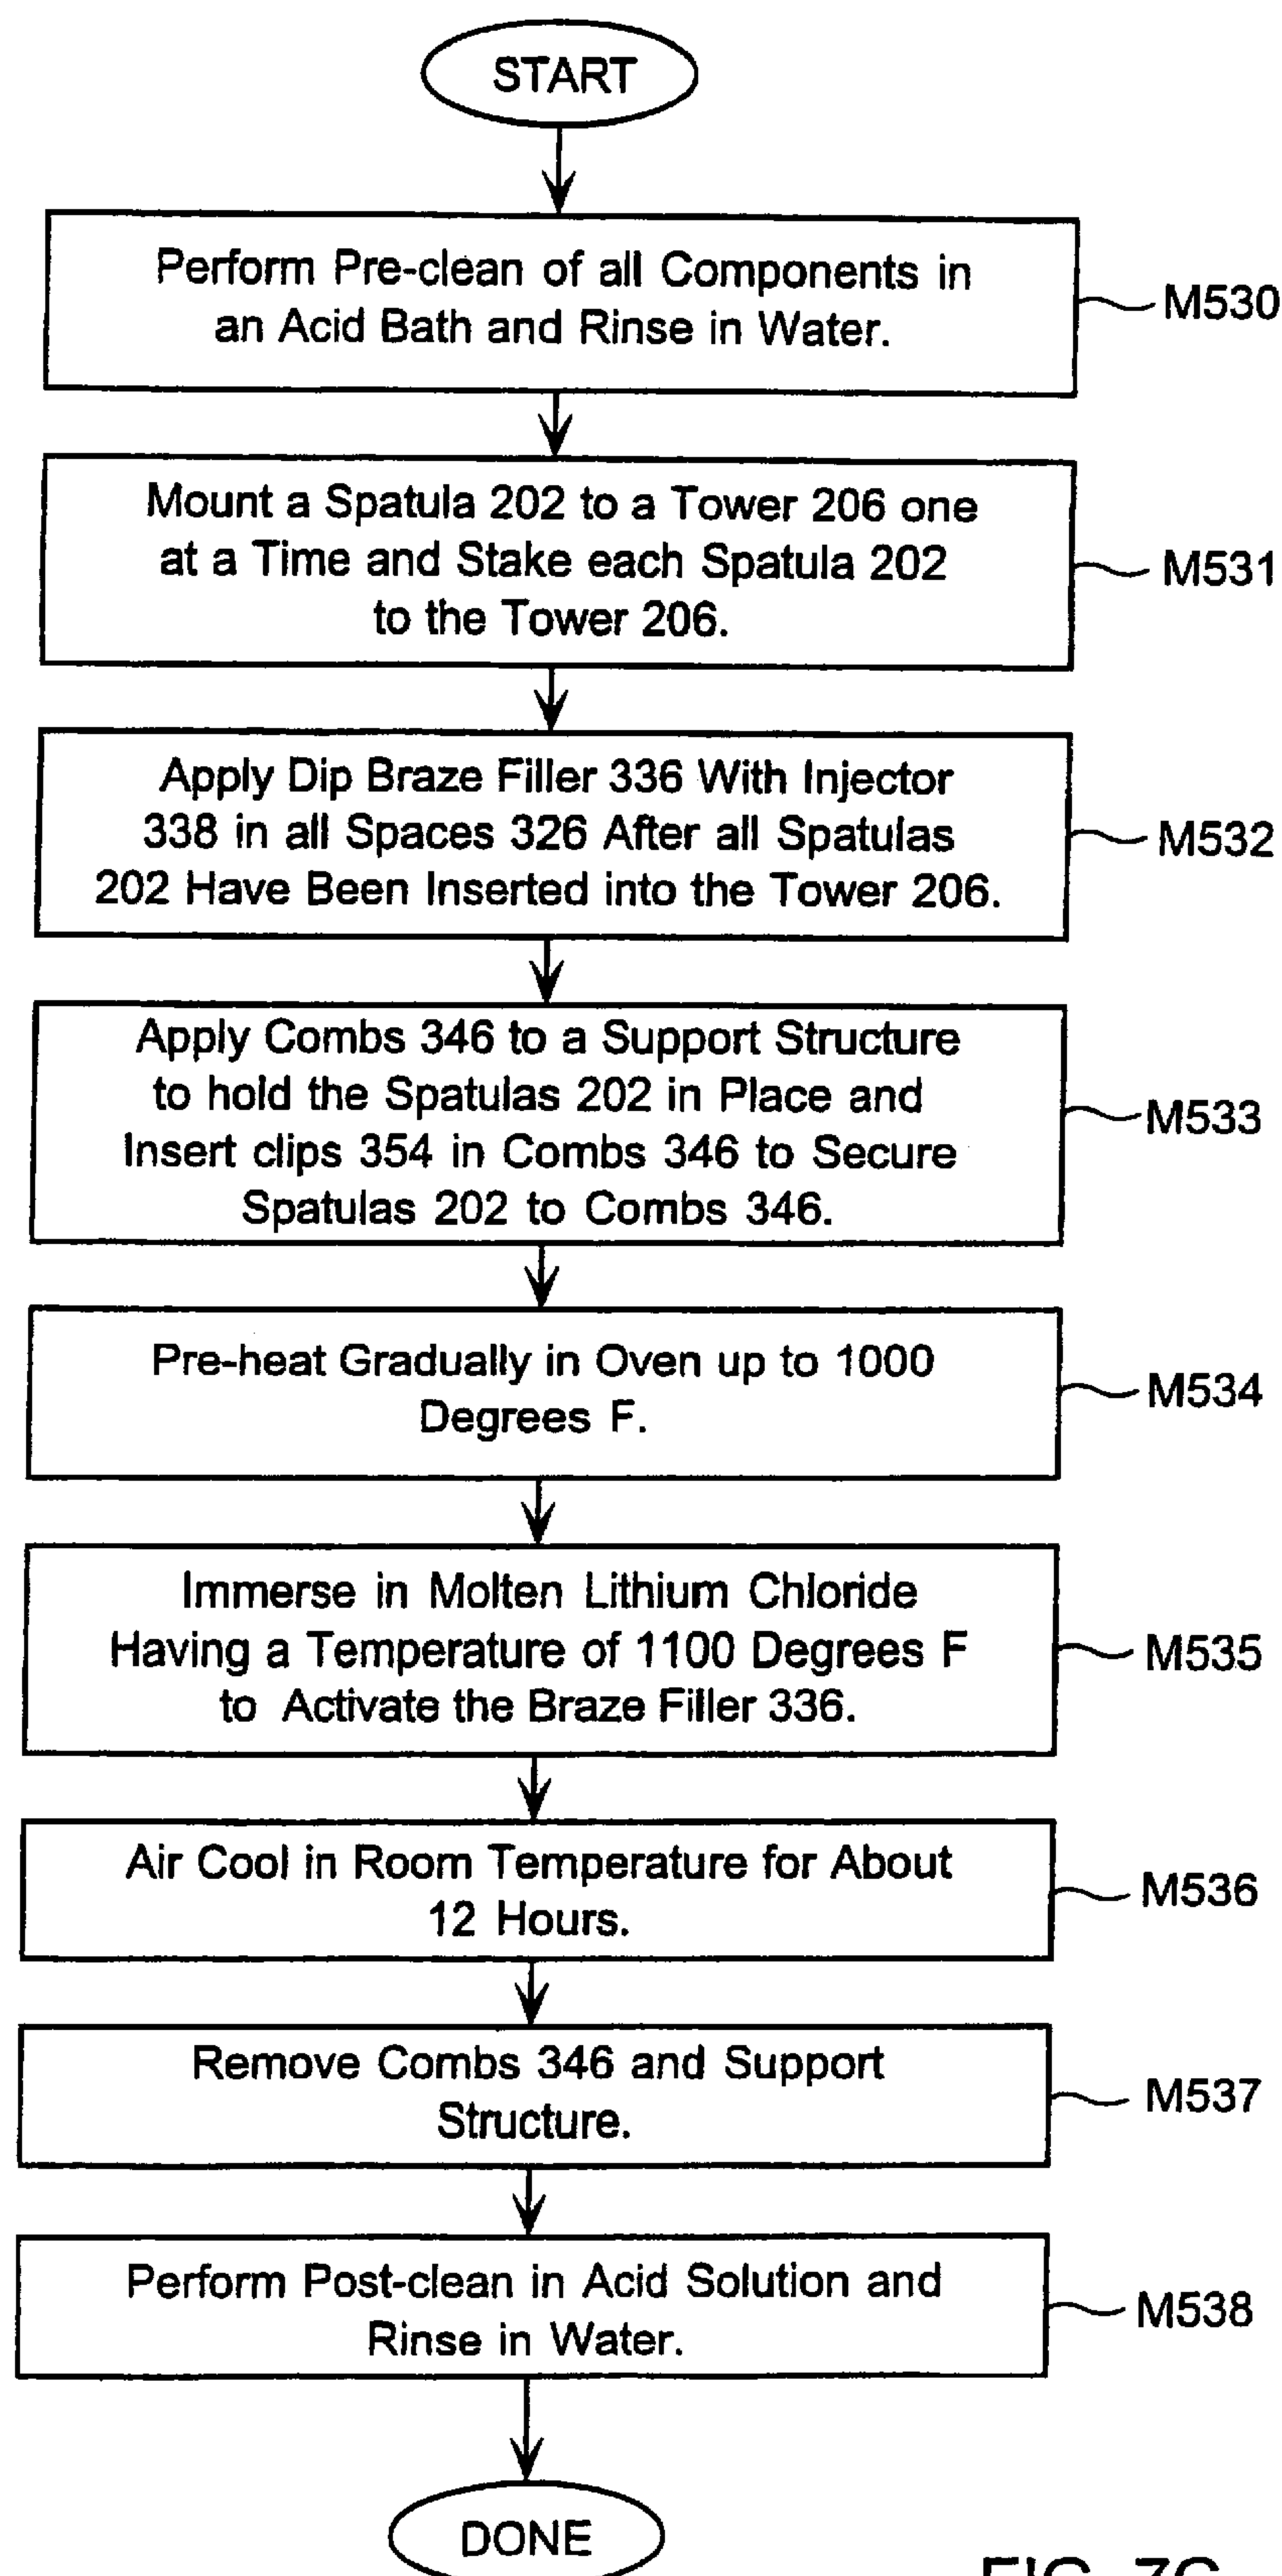 START
Perform Pre-clean of all Components in
an Acid Bath and Rinse in Water.
M530
Mount a Spatula 202 to a Tower 206 one
at a Time and Stake each Spatula 202
to the Tower 206.
M531
Apply Dip Braze Filler 336 With Injector
338 in all Spaces 326 After all Spatulas
202 Have Been Inserted into the Tower 206.
M532
Apply Combs 346 to a Support Structure
to hold the Spatulas 202 in Place and
Insert clips 354 in Combs 346 to Secure
Spatulas 202 to Combs 346.
M533
Pre-heat Gradually in Oven up to 1000
Degrees F.
M534
Immerse in Molten Lithium Chloride
Having a Temperature of 1100 Degrees F
to Activate the Braze Filler 336.
M535
Air Cool in Room Temperature for About
12 Hours.
M536
Remove Combs 346 and Support
Structure.
M537
Perform Post-clean in Acid Solution and
Rinse in Water.
M538
DONE